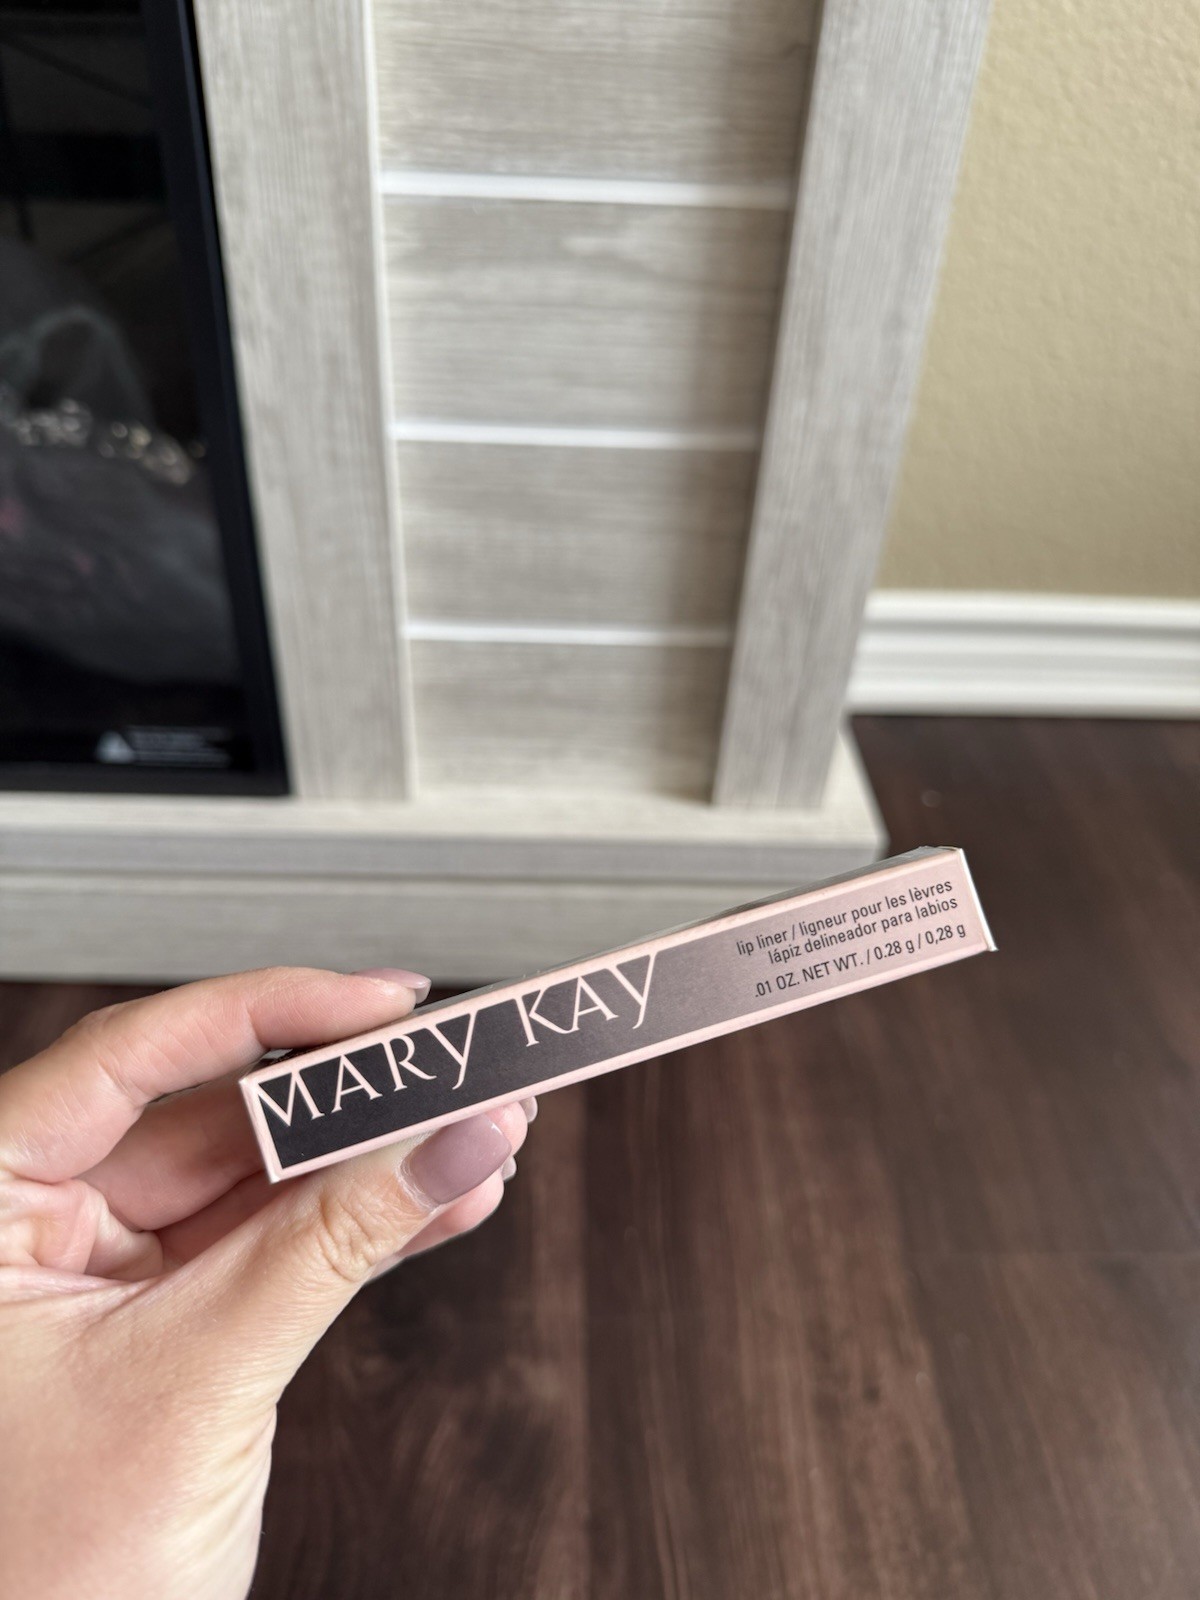 MARY KAY
lip liner / ligneur pour les lèvres
lápiz delineador para labios
.01 OZ. NET WT. / 0.28 g / 0,28 g